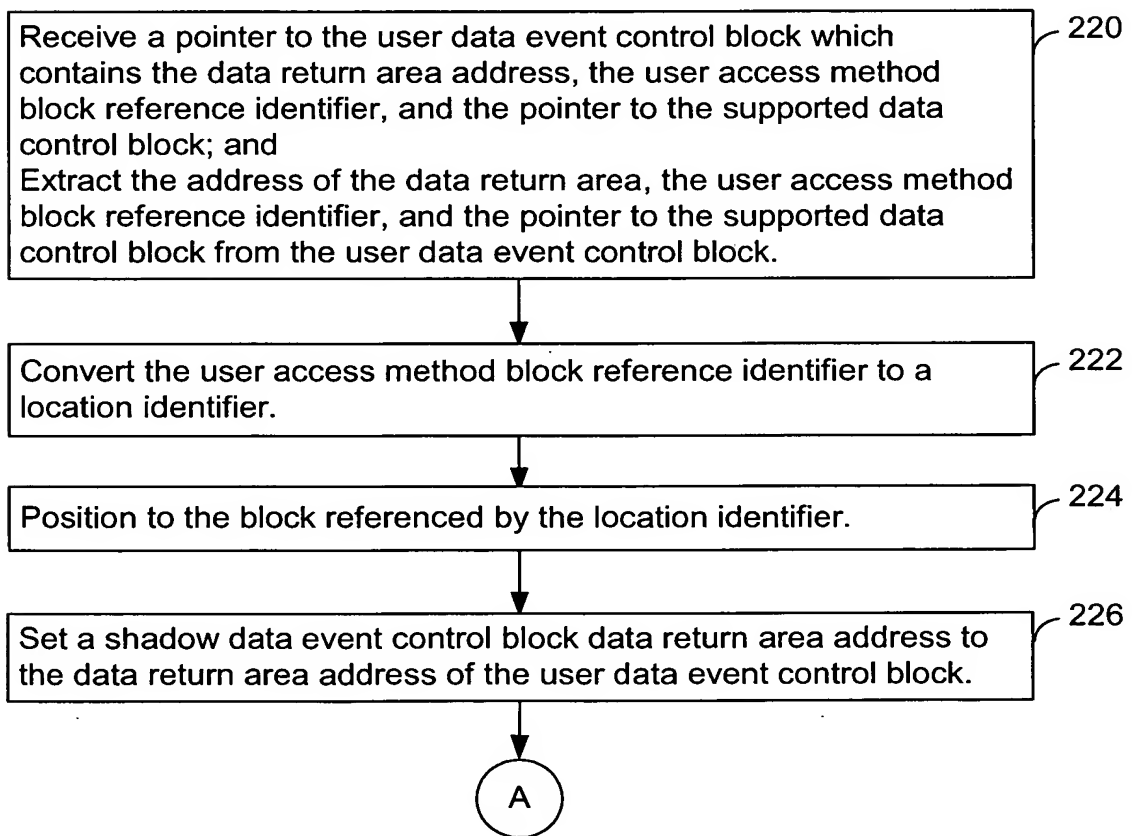 Receive a pointer to the user data event control block which
contains the data return area address, the user access method
block reference identifier, and the pointer to the supported data
control block; and
Extract the address of the data return area, the user access method
block reference identifier, and the pointer to the supported data
control block from the user data event control block.
220
Convert the user access method block reference identifier to a
location identifier.
222
Position to the block referenced by the location identifier.
224
Set a shadow data event control block data return area address to
the data return area address of the user data event control block.
226
A